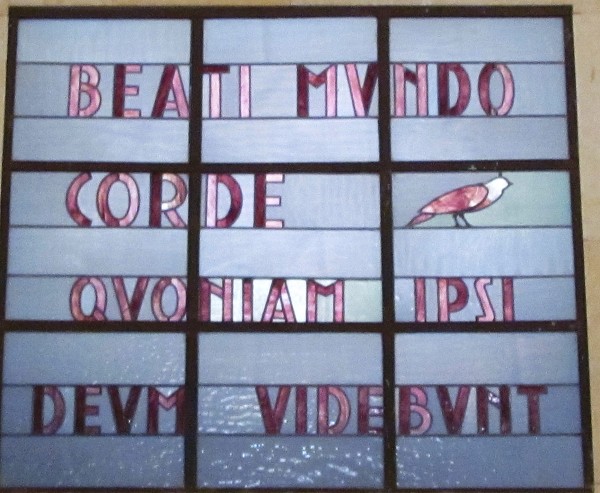 BEATI MVNDO
CORDE
QVONIAM IPSI
DEVM VIDEBVNT